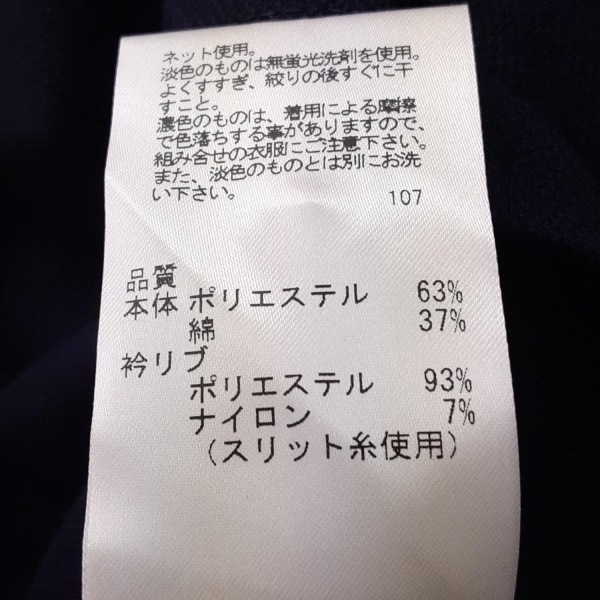 ネット使用。
淡色のものは無蛍光洗剤を使用。
よくすすぎ、絞りの後すぐに干
すこと。
濃色のものは、着用による摩擦
で色落ちする事がありますので、
組み合せの衣服にご注意下さい。
また、淡色のものとは別にお洗
い下さい。
107
品質
本体 ポリエステル 63%
綿 37%
衿リブ
ポリエステル 93%
ナイロン 7%
(スリット糸使用)